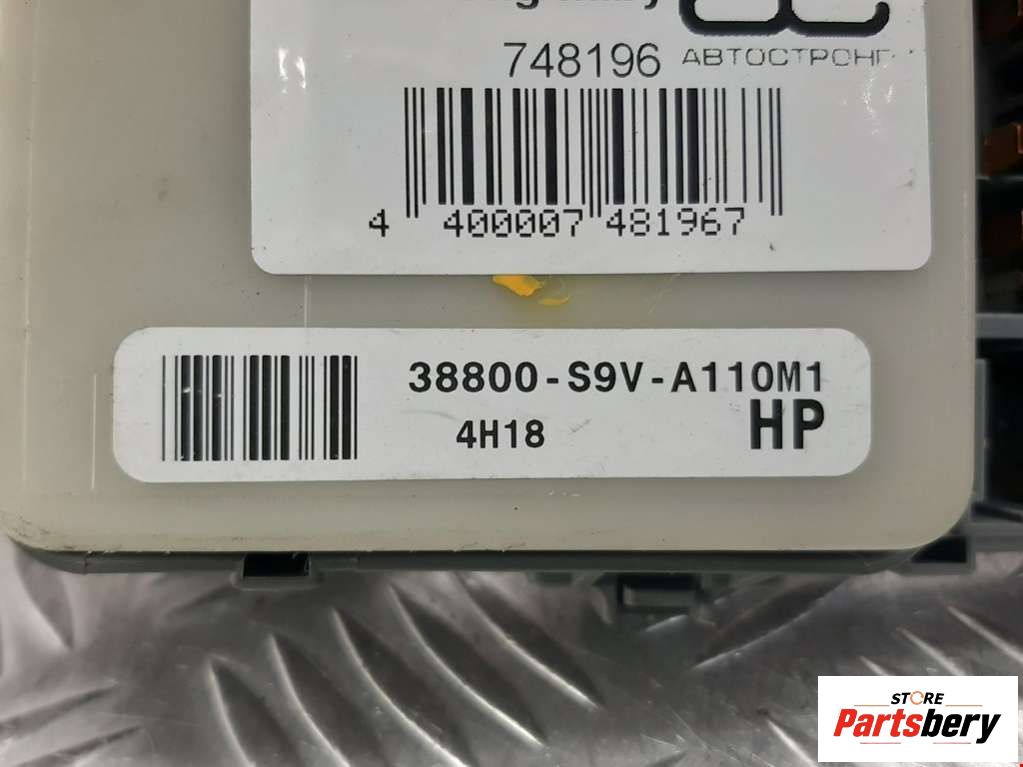 748196
АВТОСТРОНГ
4 400007 481967
38800-S9V-A110M1
4H18
HP
STORE
Partsbery